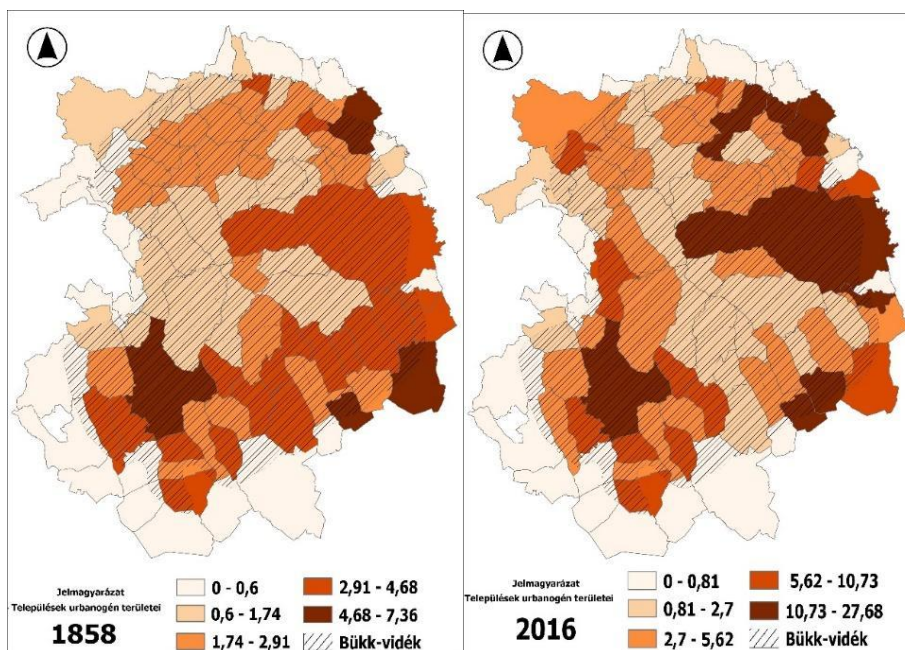 Jelmagyarázat
Települések urbanogén területei
1858
0 - 0,6
0,6 - 1,74
1,74 - 2,91
2,91 - 4,68
4,68 - 7,36
Bükk-vidék
Jelmagyarázat
Települések urbanogén területei
2016
0 - 0,81
0,81 - 2,7
2,7 - 5,62
5,62 - 10,73
10,73 - 27,68
Bükk-vidék